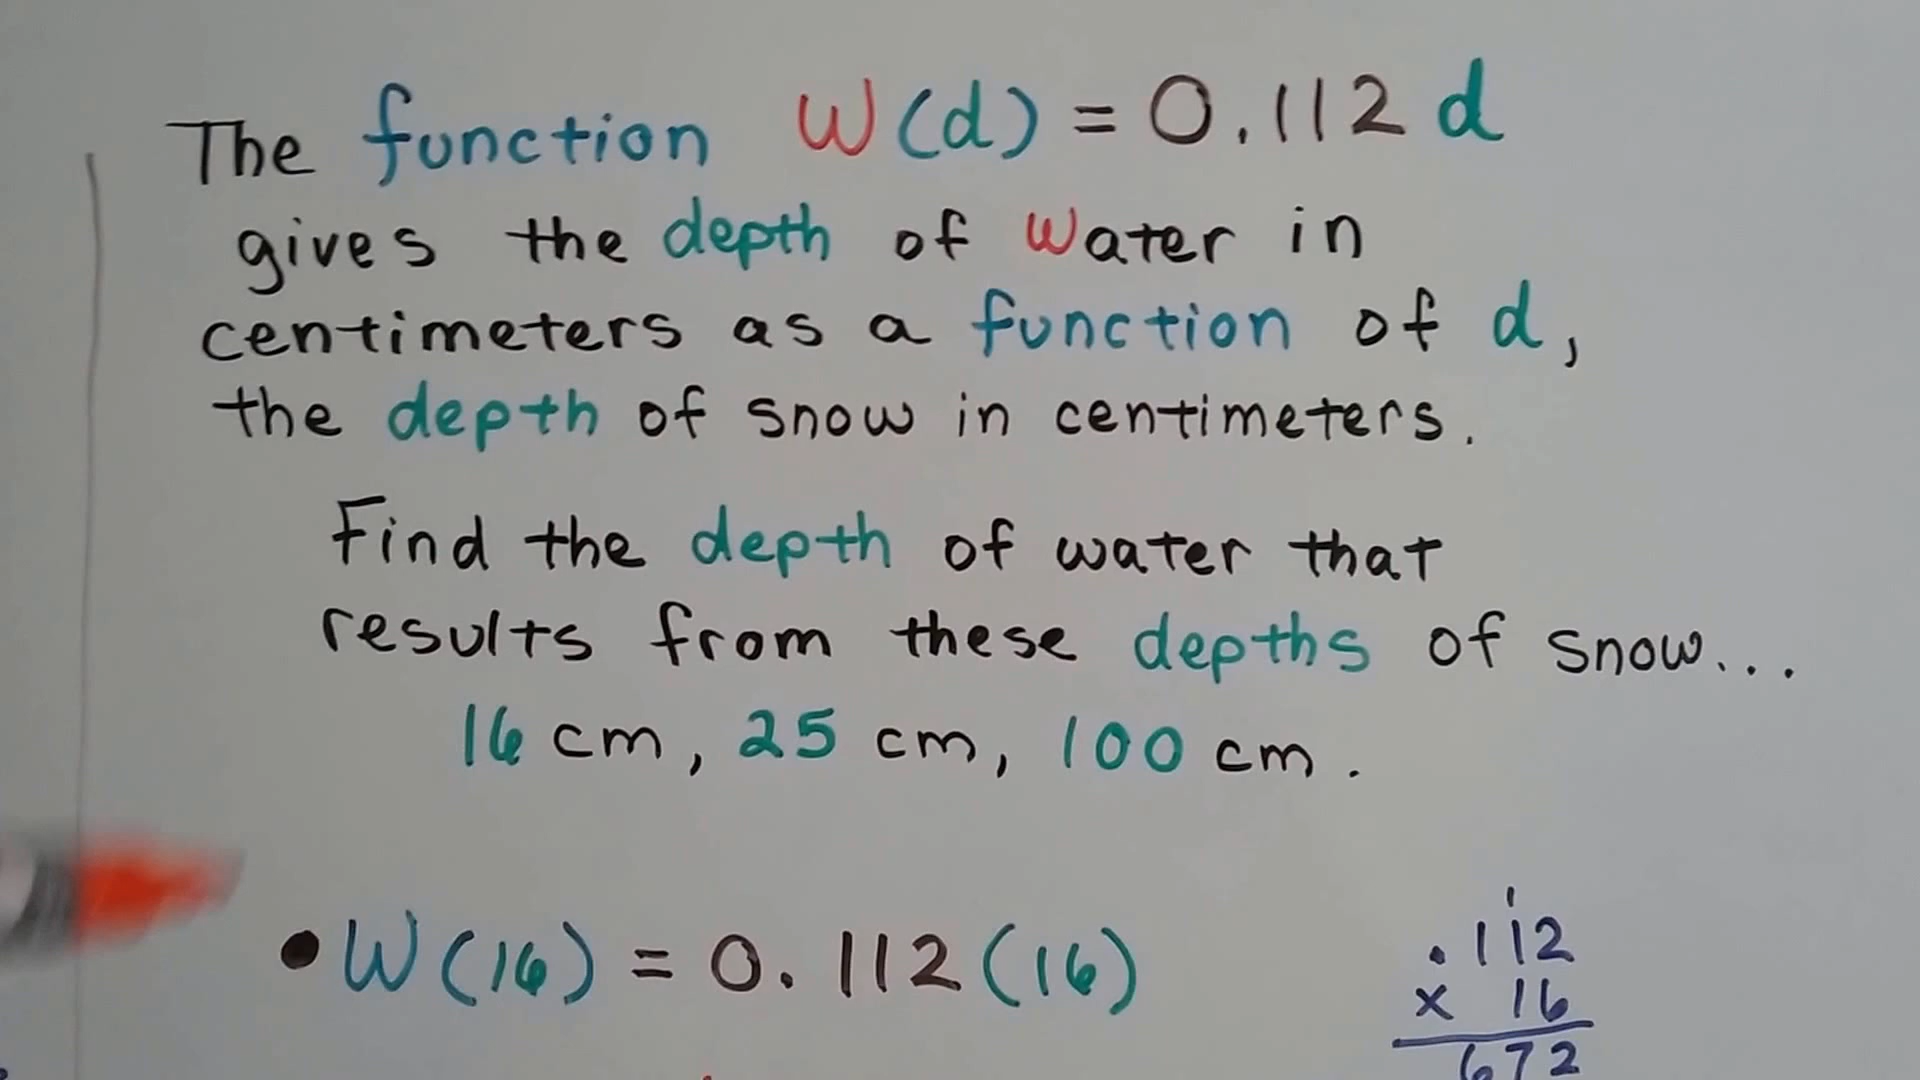 The function W(d) = 0.112 d
gives the depth of water in
centimeters as a function of d,
the depth of snow in centimeters.
Find the depth of water that
results from these depths of snow...
16 cm, 25 cm, 100 cm.
• W(16) = 0.112(16)
1
.112
x 16
672